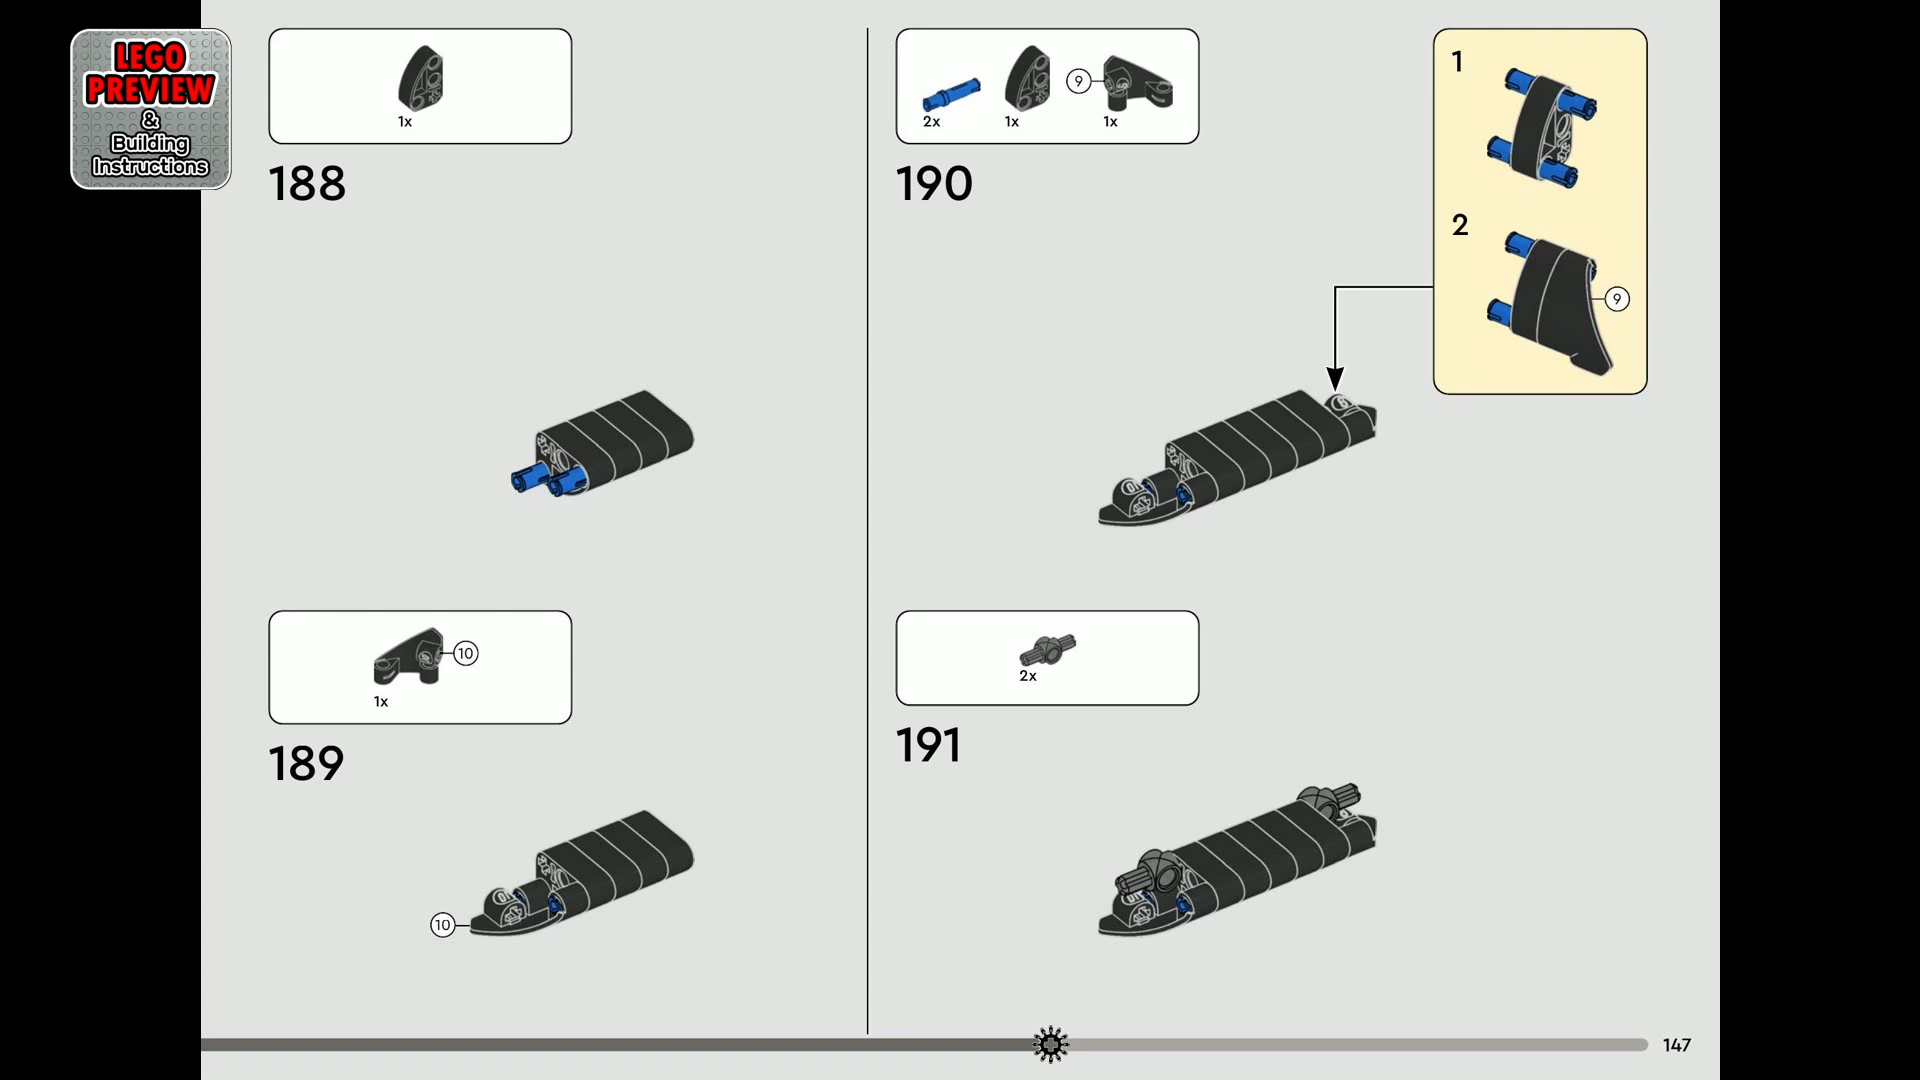 LEGO
PREVIEW
&
Building
Instructions
1x
188
10
1x
189
10
2x
1x
9
1x
190
1
2
9
2x
191
147